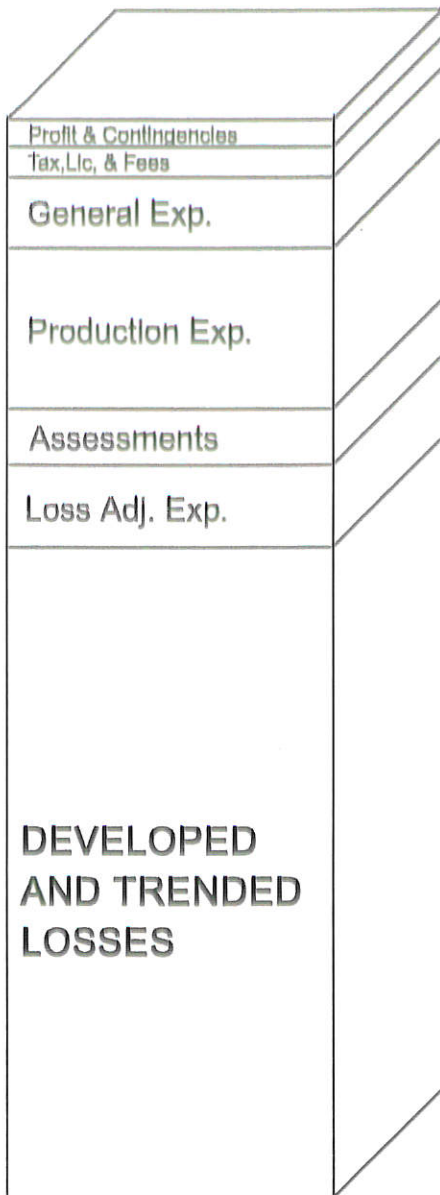 Profit & Contingencies
Tax,Lic, & Fees
General Exp.
Production Exp.
Assessments
Loss Adj. Exp.
DEVELOPED
AND TRENDED
LOSSES